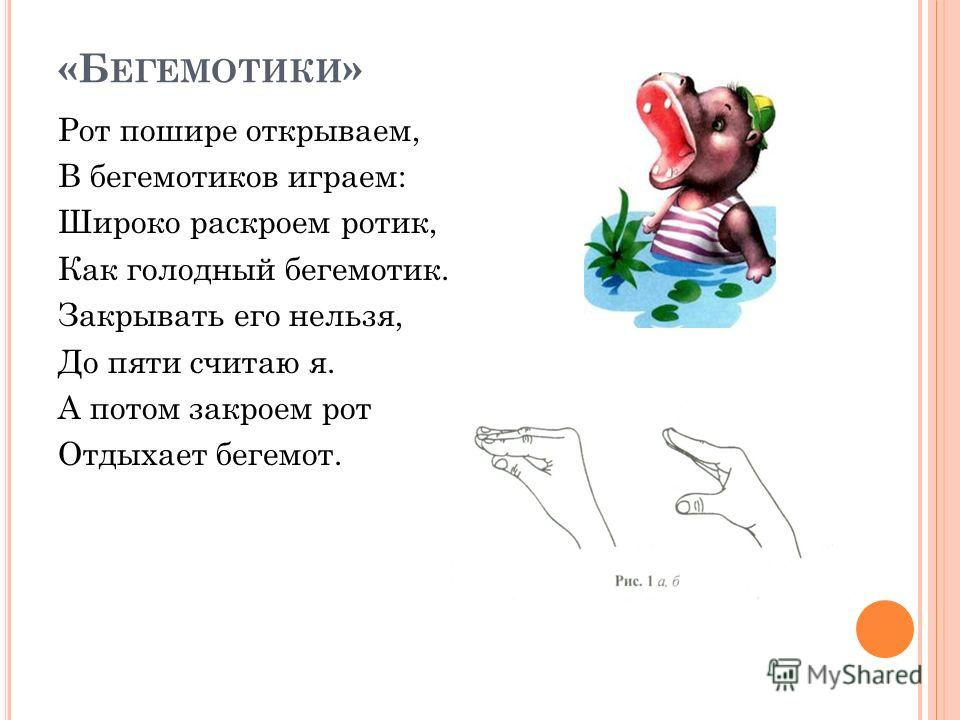 «Бегемотики»
Рот пошире открываем,
В бегемотиков играем:
Широко раскроем ротик,
Как голодный бегемотик.
Закрывать его нельзя,
До пяти считаю я.
А потом закроем рот
Отдыхает бегемот.
Рис. 1 а, б
MyShared